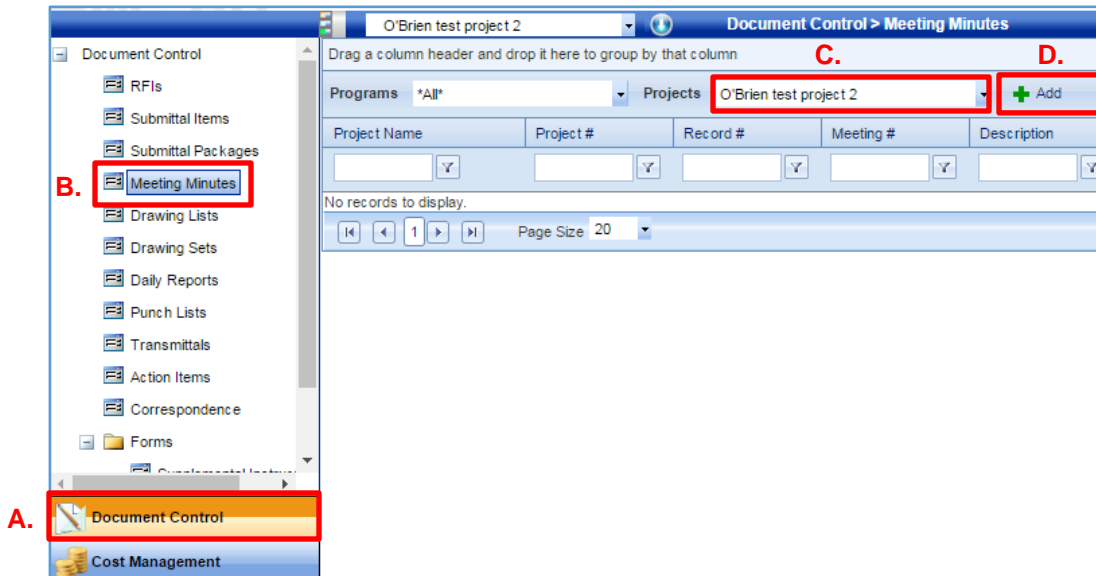 O'Brien test project 2
Document Control > Meeting Minutes
Document Control
RFIs
Submittal Items
Submittal Packages
B.
Meeting Minutes
Drawing Lists
Drawing Sets
Daily Reports
Punch Lists
Transmittals
Action Items
Correspondence
Forms
A.
Document Control
Cost Management
Drag a column header and drop it here to group by that column
C.
D.
Programs *All* Projects O'Brien test project 2 Add
Project Name Project # Record # Meeting # Description
No records to display.
1 Page Size 20